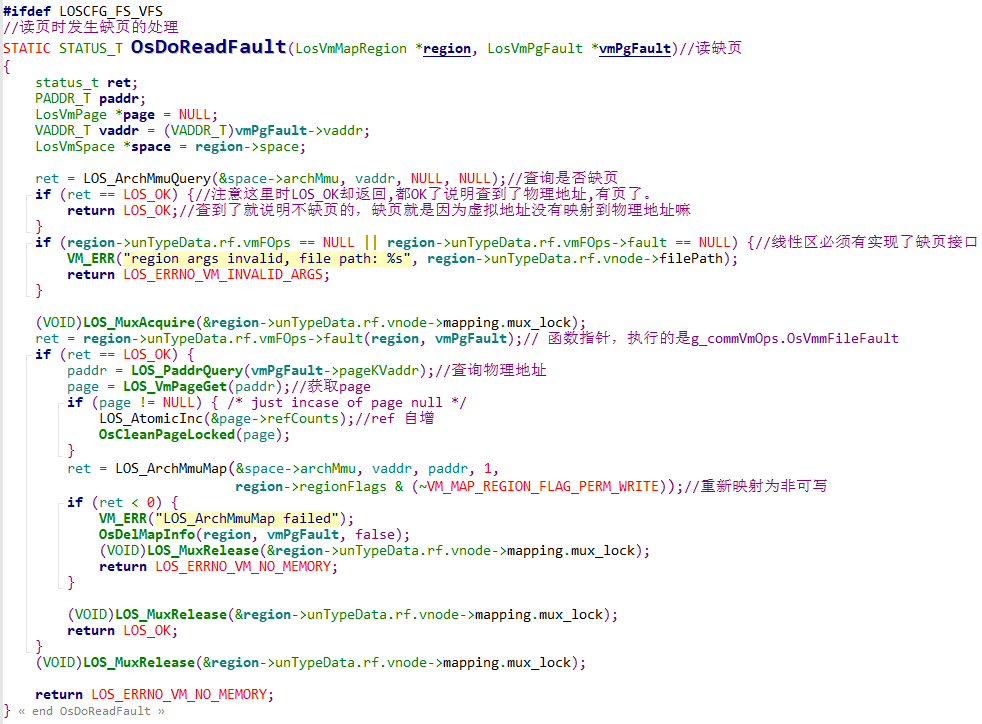 #ifdef LOSCFG_FS_VFS
//读页时发生缺页的处理
STATIC STATUS_T OsDoReadFault(LosVmMapRegion *region, LosVmPgFault *vmPgFault)//读缺页
{
    status_t ret;
    PADDR_T paddr;
    LosVmPage *page = NULL;
    VADDR_T vaddr = (VADDR_T)vmPgFault->vaddr;
    LosVmSpace *space = region->space;

    ret = LOS_ArchMmuQuery(&space->archMmu, vaddr, NULL, NULL);//查询是否缺页
    if (ret == LOS_OK) {//注意这里时LOS_OK却返回,都OK了说明查到了物理地址,有页了。
        return LOS_OK;//查到了就说明不缺页的，缺页就是因为虚拟地址没有映射到物理地址嘛
    }
    if (region->unTypeData.rf.vmFOps == NULL || region->unTypeData.rf.vmFOps->fault == NULL) {//线性区必须有实现了缺页接口
        VM_ERR("region args invalid, file path: %s", region->unTypeData.rf.vnode->filePath);
        return LOS_ERRNO_VM_INVALID_ARGS;
    }

    (VOID)LOS_MuxAcquire(&region->unTypeData.rf.vnode->mapping.mux_lock);
    ret = region->unTypeData.rf.vmFOps->fault(region, vmPgFault);// 函数指针，执行的是g_commVmOps.OsVmmFileFault
    if (ret == LOS_OK) {
        paddr = LOS_PaddrQuery(vmPgFault->pageKVaddr);//查询物理地址
        page = LOS_VmPageGet(paddr);//获取page
        if (page != NULL) { /* just incase of page null */
            LOS_AtomicInc(&page->refCounts);//ref 自增
            OsCleanPageLocked(page);
        }
        ret = LOS_ArchMmuMap(&space->archMmu, vaddr, paddr, 1,
                             region->regionFlags & (~VM_MAP_REGION_FLAG_PERM_WRITE));//重新映射为非可写
        if (ret < 0) {
            VM_ERR("LOS_ArchMmuMap failed");
            OsDelMapInfo(region, vmPgFault, false);
            (VOID)LOS_MuxRelease(&region->unTypeData.rf.vnode->mapping.mux_lock);
            return LOS_ERRNO_VM_NO_MEMORY;
        }

        (VOID)LOS_MuxRelease(&region->unTypeData.rf.vnode->mapping.mux_lock);
        return LOS_OK;
    }
    (VOID)LOS_MuxRelease(&region->unTypeData.rf.vnode->mapping.mux_lock);

    return LOS_ERRNO_VM_NO_MEMORY;
} « end OsDoReadFault »